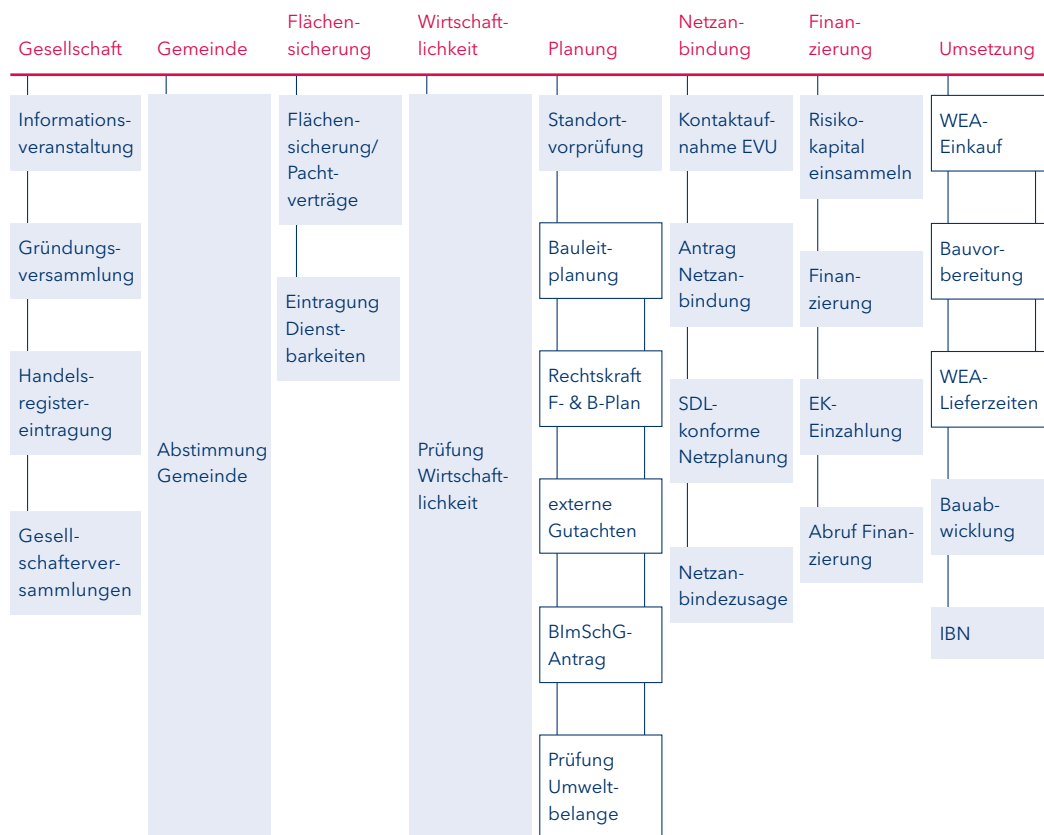 Gesellschaft
Gemeinde
Flächen-
sicherung
Wirtschaft-
lichkeit
Planung
Netzan-
bindung
Finan-
zierung
Umsetzung
Informations-
veranstaltung
Gründungs-
versammlung
Handels-
register-
eintragung
Gesell-
schafterver-
sammlungen
Abstimmung
Gemeinde
Flächen-
sicherung/
Pacht-
verträge
Eintragung
Dienst-
barkeiten
Prüfung
Wirtschaft-
lichkeit
Standort-
vorprüfung
Bauleit-
planung
Rechtskraft
F- & B-Plan
externe
Gutachten
BImSchG-
Antrag
Prüfung
Umwelt-
belange
Kontaktauf-
nahme EVU
Antrag
Netzan-
bindung
SDL-
konforme
Netzplanung
Netzan-
bindezusage
Risiko-
kapital
einsammeln
Finan-
zierung
EK-
Einzahlung
Abruf Finan-
zierung
WEA-
Einkauf
Bauvor-
bereitung
WEA-
Lieferzeiten
Bauab-
wicklung
IBN